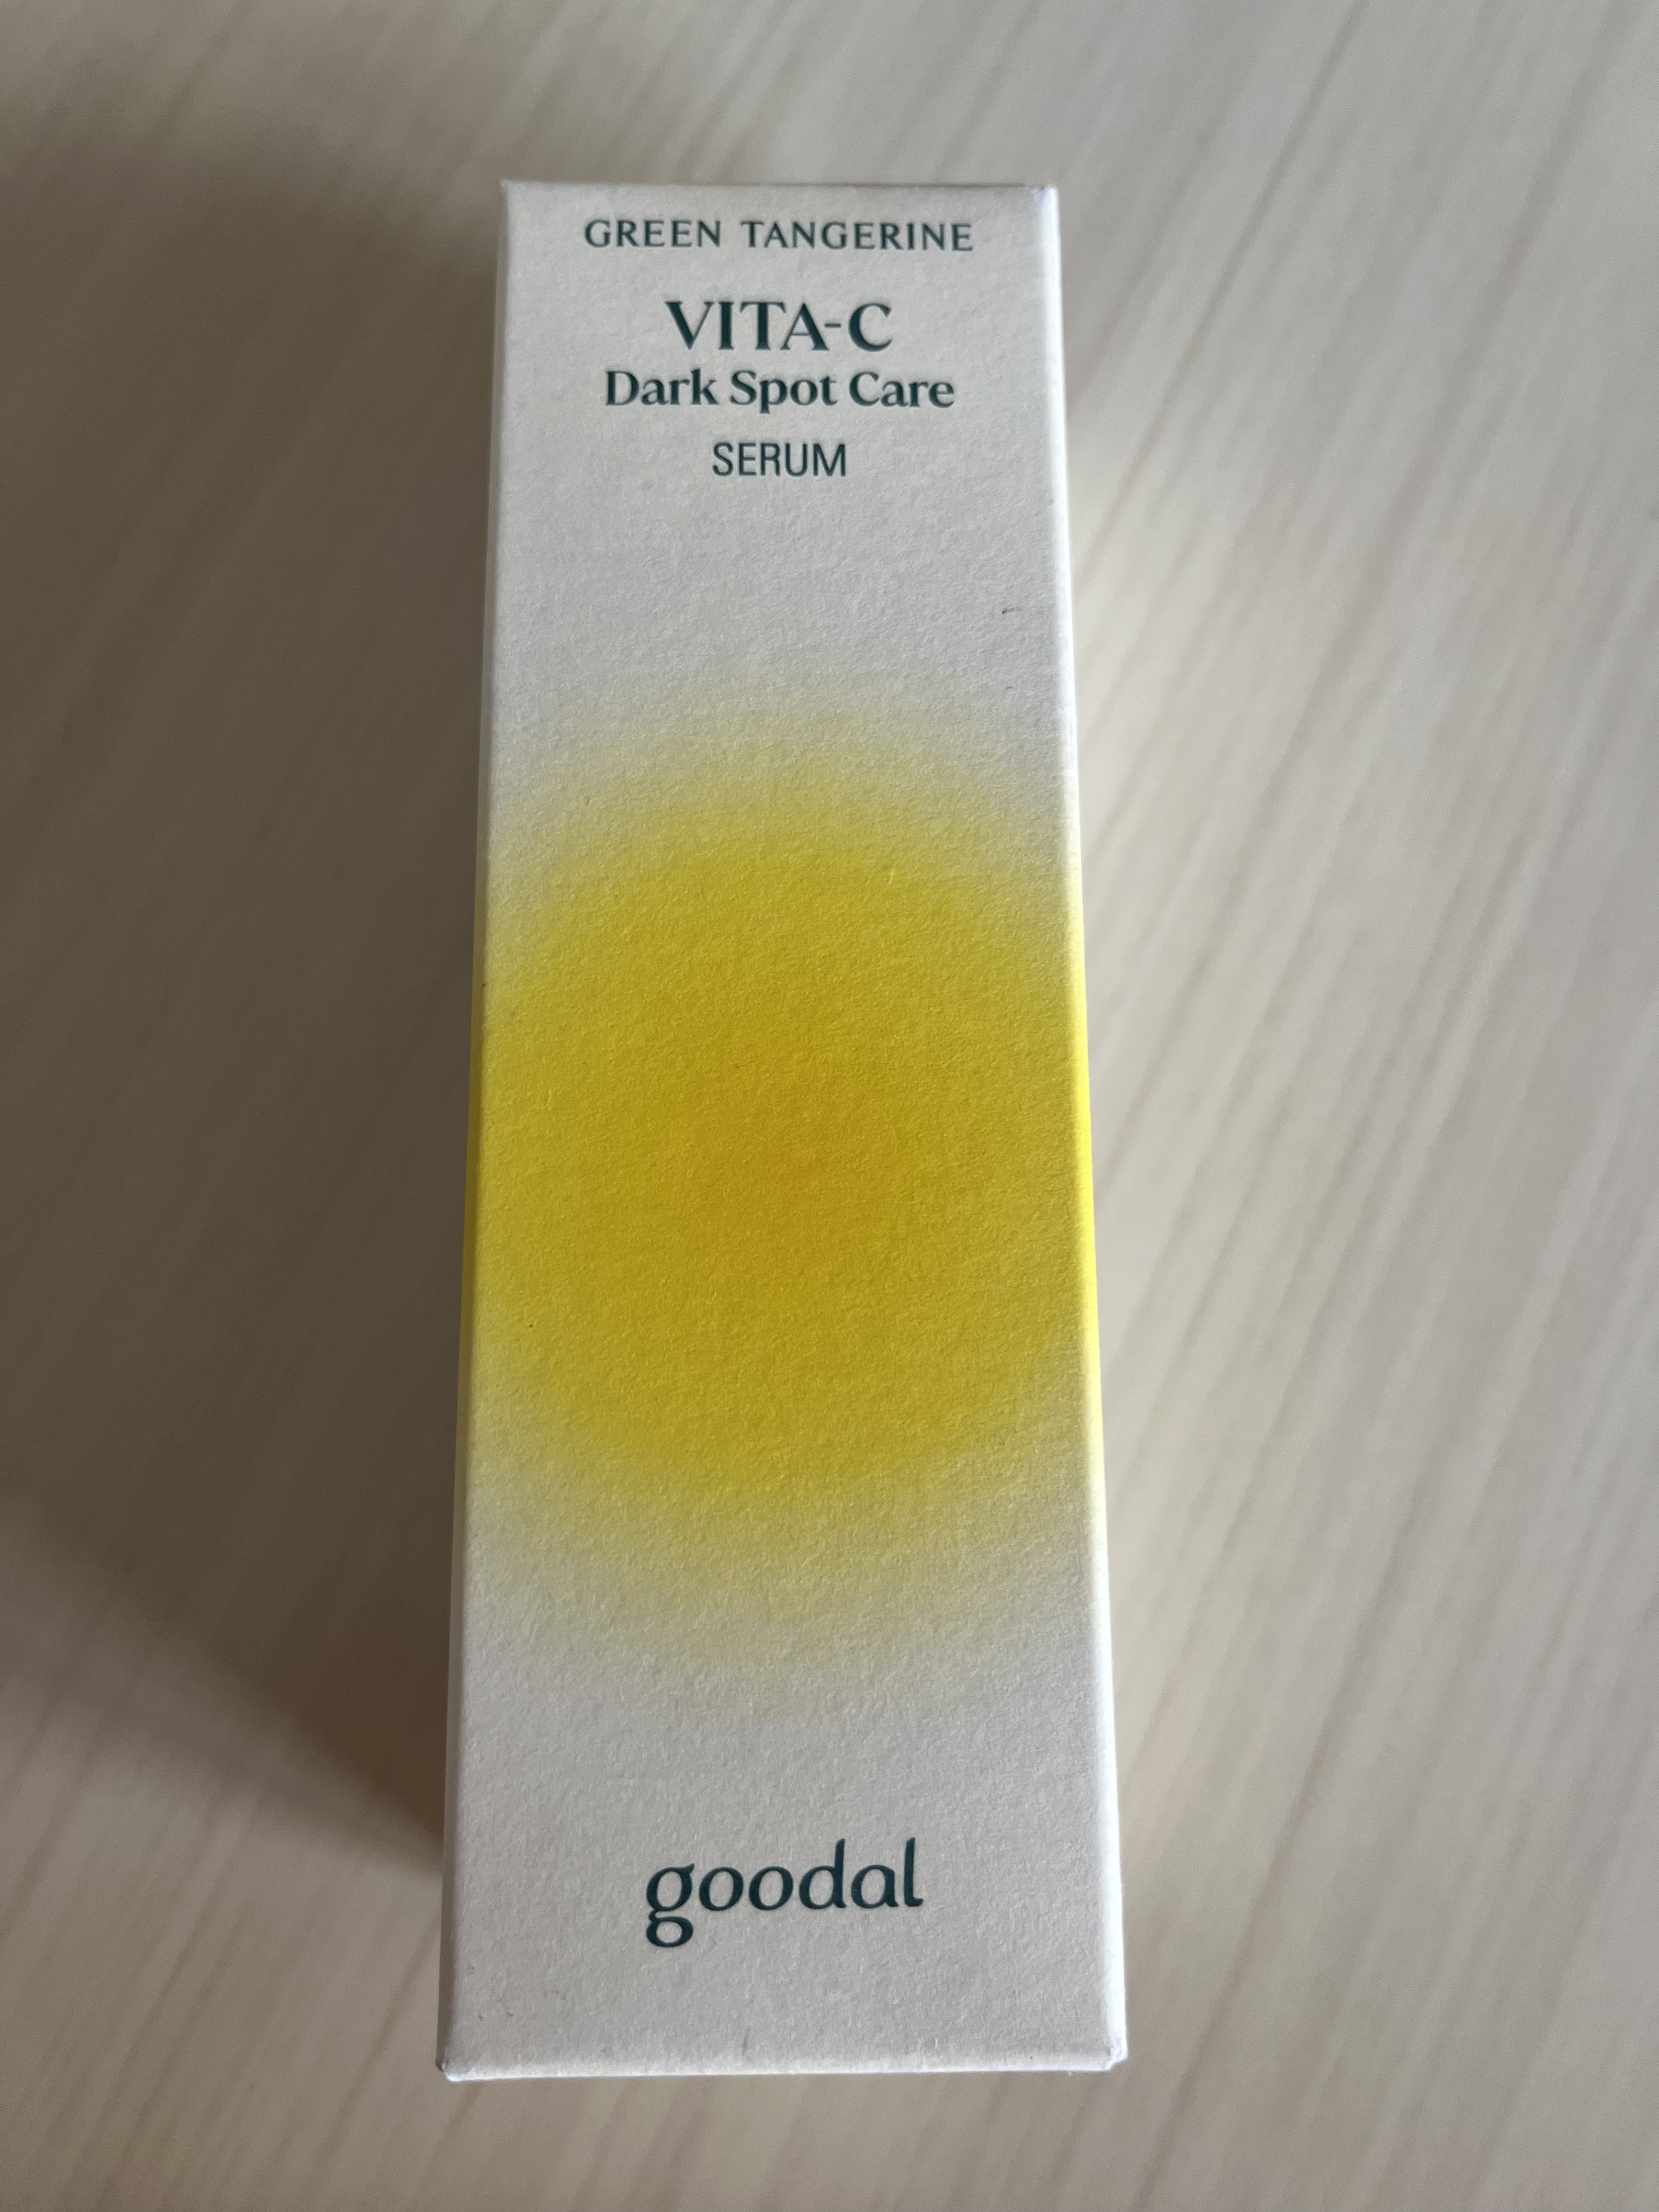 GREEN TANGERINE
VITA-C
Dark Spot Care
SERUM
goodal